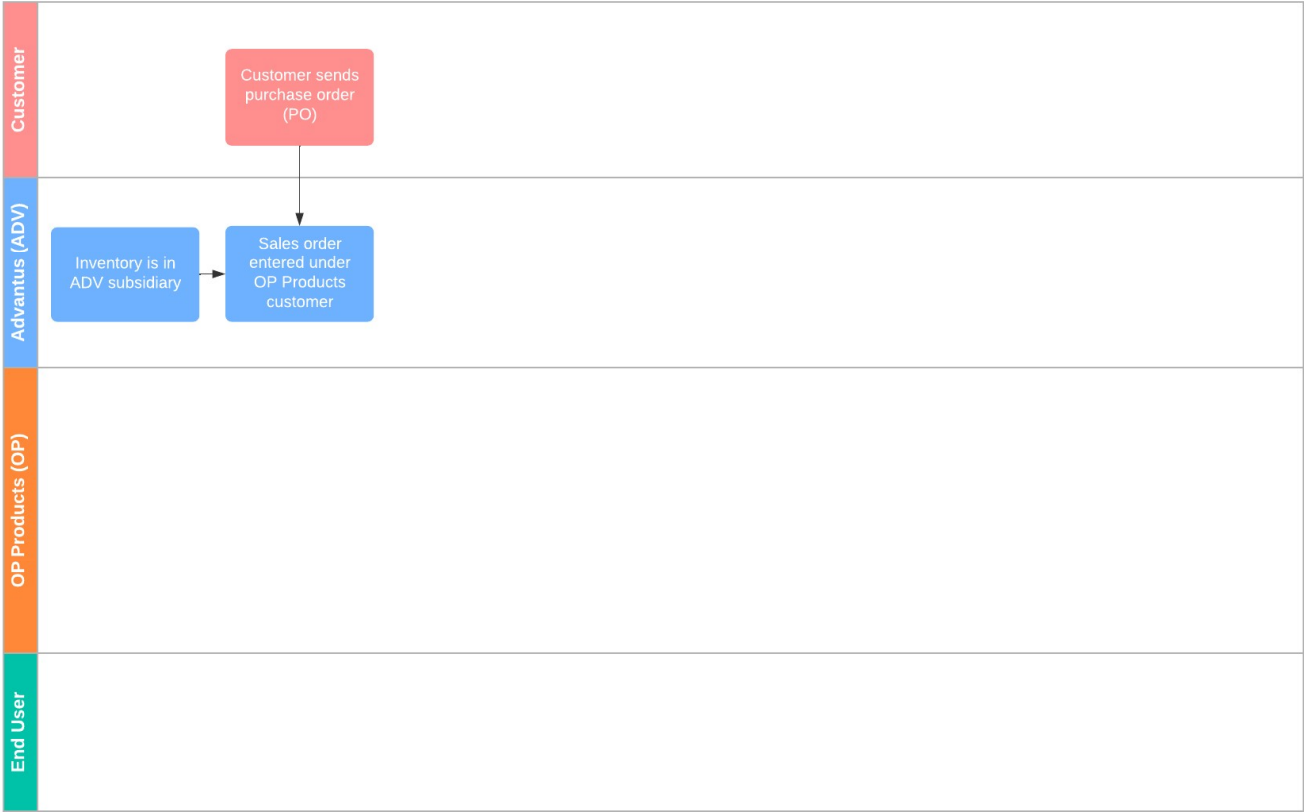 Customer
Customer sends
purchase order
(PO)
Advantus (ADV)
Inventory is in
ADV subsidiary
Sales order
entered under
OP Products
customer
OP Products (OP)
End User